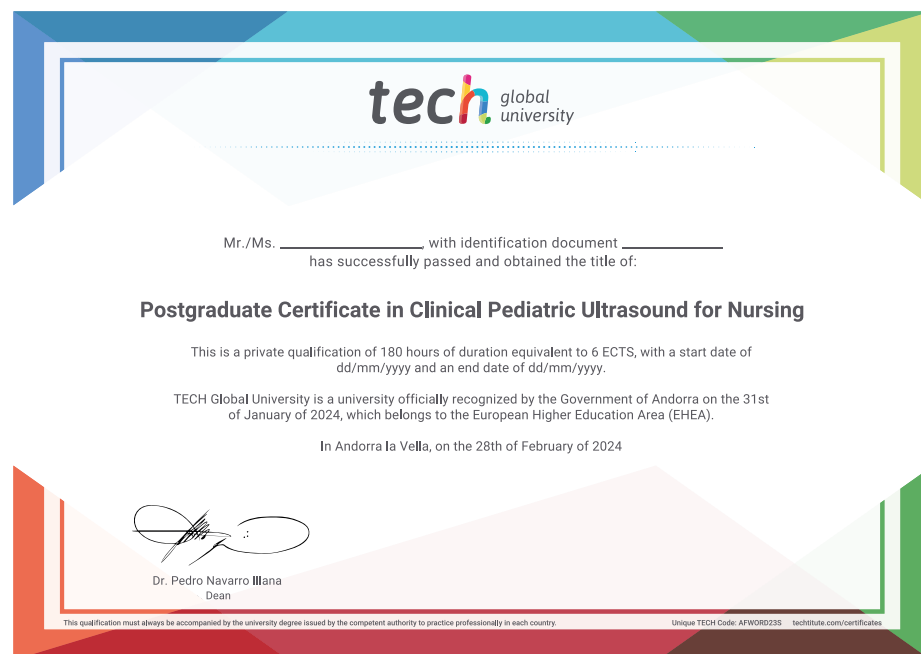 tech global
university
Mr./Ms. ____________________, with identification document ______________
has successfully passed and obtained the title of:
Postgraduate Certificate in Clinical Pediatric Ultrasound for Nursing
This is a private qualification of 180 hours of duration equivalent to 6 ECTS, with a start date of
dd/mm/yyyy and an end date of dd/mm/yyyy.
TECH Global University is a university officially recognized by the Government of Andorra on the 31st
of January of 2024, which belongs to the European Higher Education Area (EHEA).
In Andorra la Vella, on the 28th of February of 2024
Dr. Pedro Navarro Illana
Dean
This qualification must always be accompanied by the university degree issued by the competent authority to practice professionally in each country.
Unique TECH Code: AFWORD23S techtitute.com/certificates